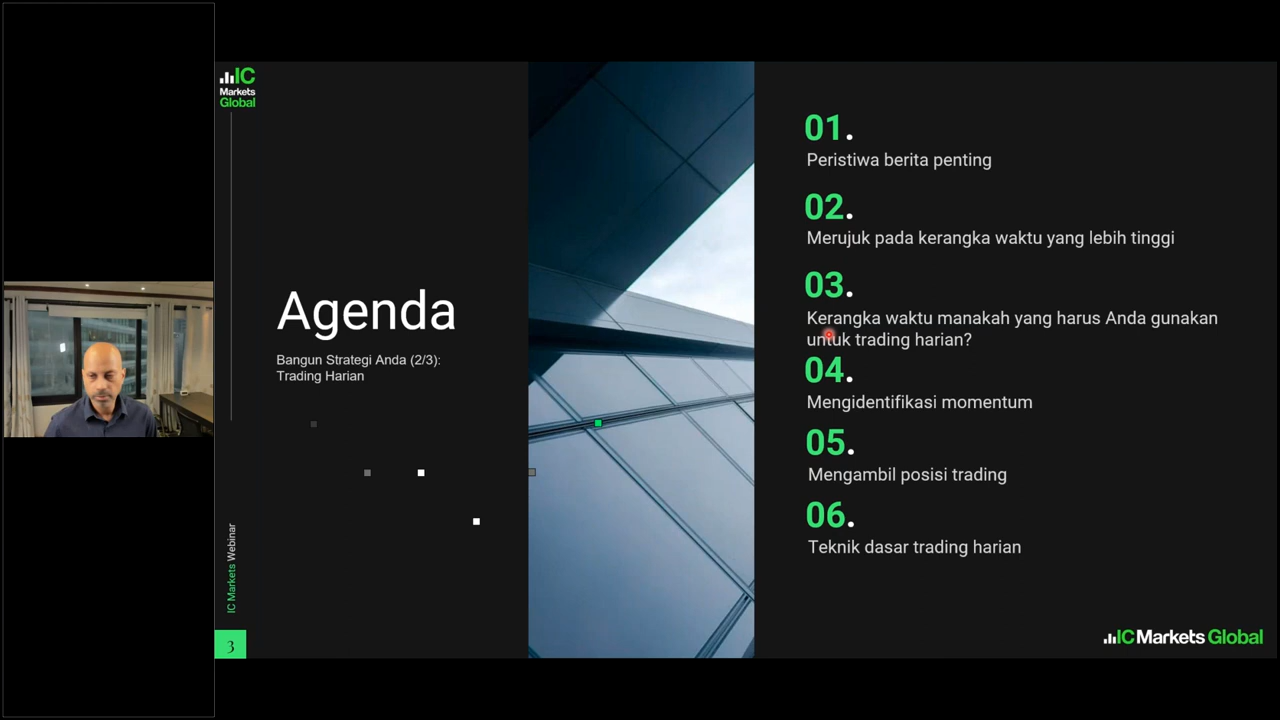 IC
Markets
Global
Agenda
Bangun Strategi Anda (2/3):
Trading Harian
IC Markets Webinar
3
01.
Peristiwa berita penting
02.
Merujuk pada kerangka waktu yang lebih tinggi
03.
Kerangka waktu manakah yang harus Anda gunakan
untuk trading harian?
04.
Mengidentifikasi momentum
05.
Mengambil posisi trading
06.
Teknik dasar trading harian
IC Markets Global